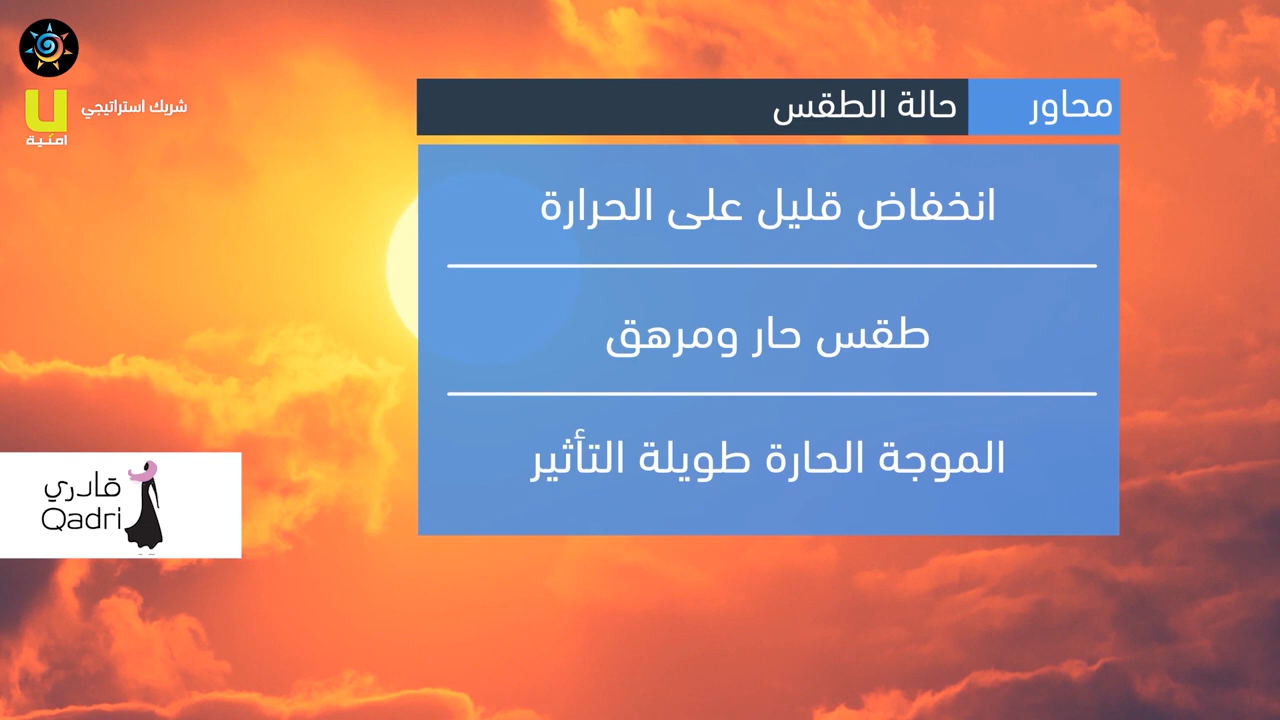 محاور حالة الطقس
انخفاض قليل على الحرارة
طقس حار ومرهق
الموجة الحارة طويلة التأثير
شريك استراتيجي
امنية
قادري
Qadri